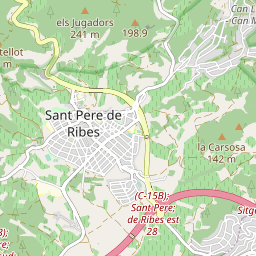 els Jugadors
241 m
198.9
Can L
Can M
tellot
m
Sant Pere de
Ribes
la Carsosa
142 m
(C-15B);
Sant Pere
de Ribes est
28
Sitge
5B);